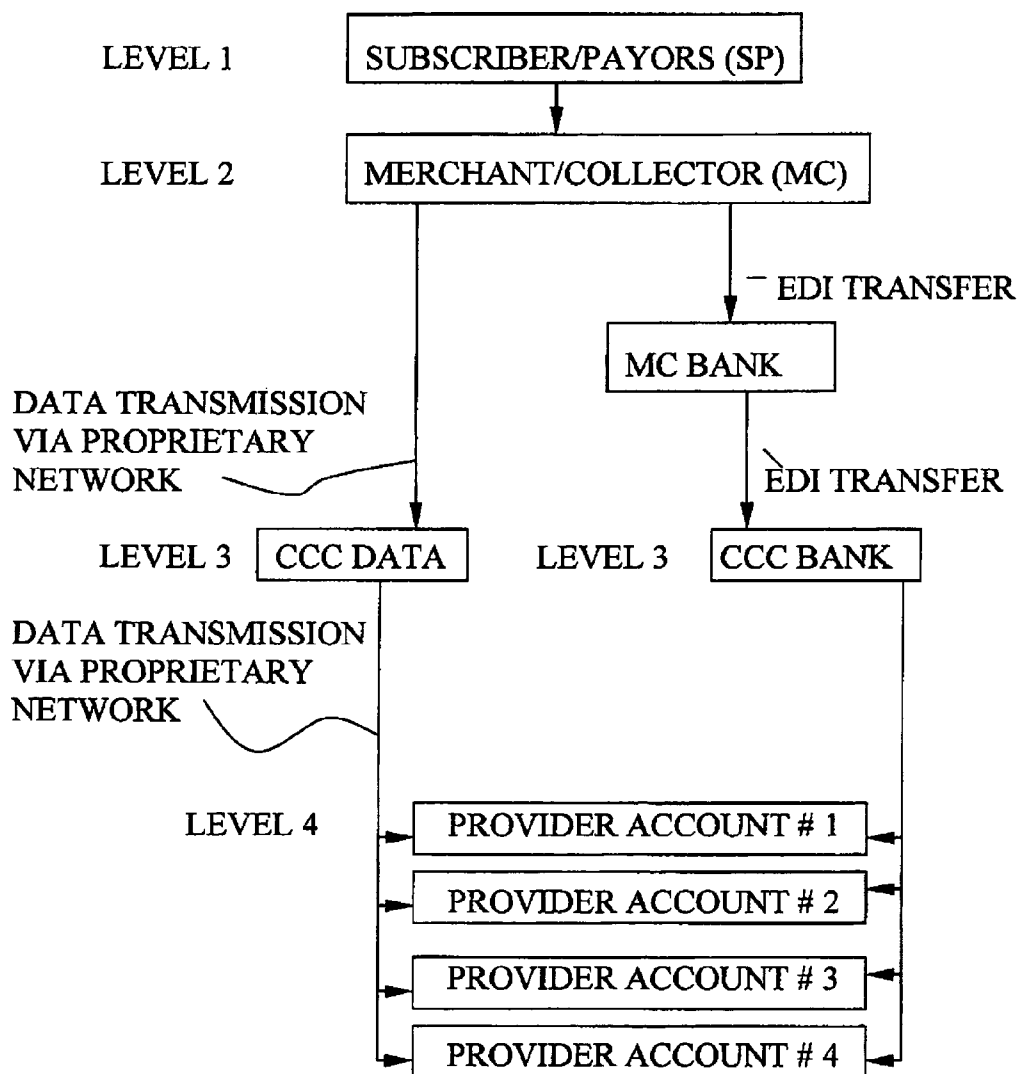 LEVEL 1
SUBSCRIBER/PAYORS (SP)
LEVEL 2
MERCHANT/COLLECTOR (MC)
EDI TRANSFER
MC BANK
DATA TRANSMISSION
VIA PROPRIETARY
NETWORK
EDI TRANSFER
LEVEL 3
CCC DATA
LEVEL 3
CCC BANK
DATA TRANSMISSION
VIA PROPRIETARY
NETWORK
LEVEL 4
PROVIDER ACCOUNT # 1
PROVIDER ACCOUNT # 2
PROVIDER ACCOUNT # 3
PROVIDER ACCOUNT # 4